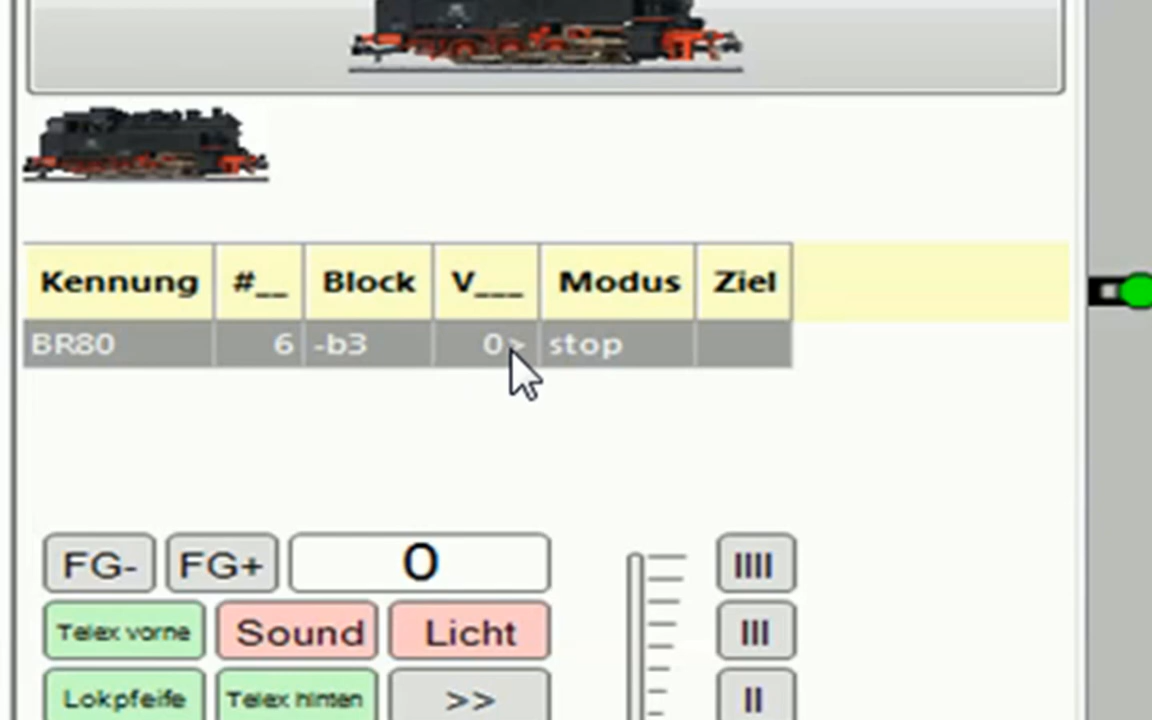 Kennung #__ Block V___ Modus Ziel
BR80 6 -b3 0> stop
FG- FG+ 0 IIII
Telex vorne Sound Licht III
Lokpfeife Telex hinten >> II